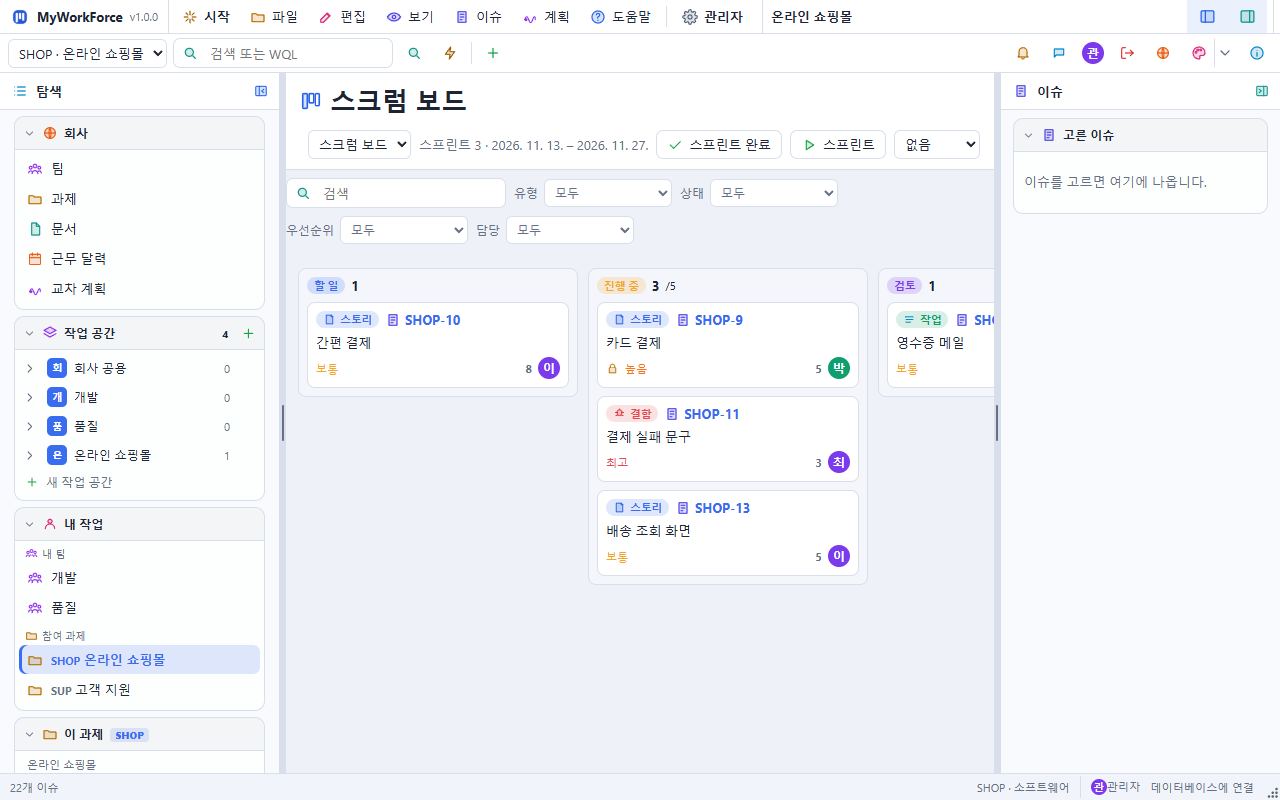 MyWorkForce v1.0.0 시작 파일 편집 보기 이슈 계획 도움말 관리자 온라인 쇼핑몰
SHOP · 온라인 쇼핑몰 검색 또는 WQL 관
탐색
회사
팀
과제
문서
근무 달력
교차 계획
작업 공간 4
회 회사 공용 0
개 개발 0
품 품질 0
온 온라인 쇼핑몰 1
새 작업 공간
내 작업
내 팀
개발
품질
참여 과제
SHOP 온라인 쇼핑몰
SUP 고객 지원
이 과제 SHOP
온라인 쇼핑몰
스크럼 보드
스크럼 보드 스프린트 3 · 2026. 11. 13. – 2026. 11. 27. 스프린트 완료 스프린트 없음
검색 유형 모두 상태 모두
우선순위 모두 담당 모두
할 일 1
스토리 SHOP-10
간편 결제
보통 8 이
진행 중 3 /5
스토리 SHOP-9
카드 결제
높음 5 박
결함 SHOP-11
결제 실패 문구
최고 3 최
스토리 SHOP-13
배송 조회 화면
보통 5 이
검토 1
작업 SHO
영수증 메일
보통
이슈
고른 이슈
이슈를 고르면 여기에 나옵니다.
22개 이슈 SHOP · 소프트웨어 관 관리자 데이터베이스에 연결